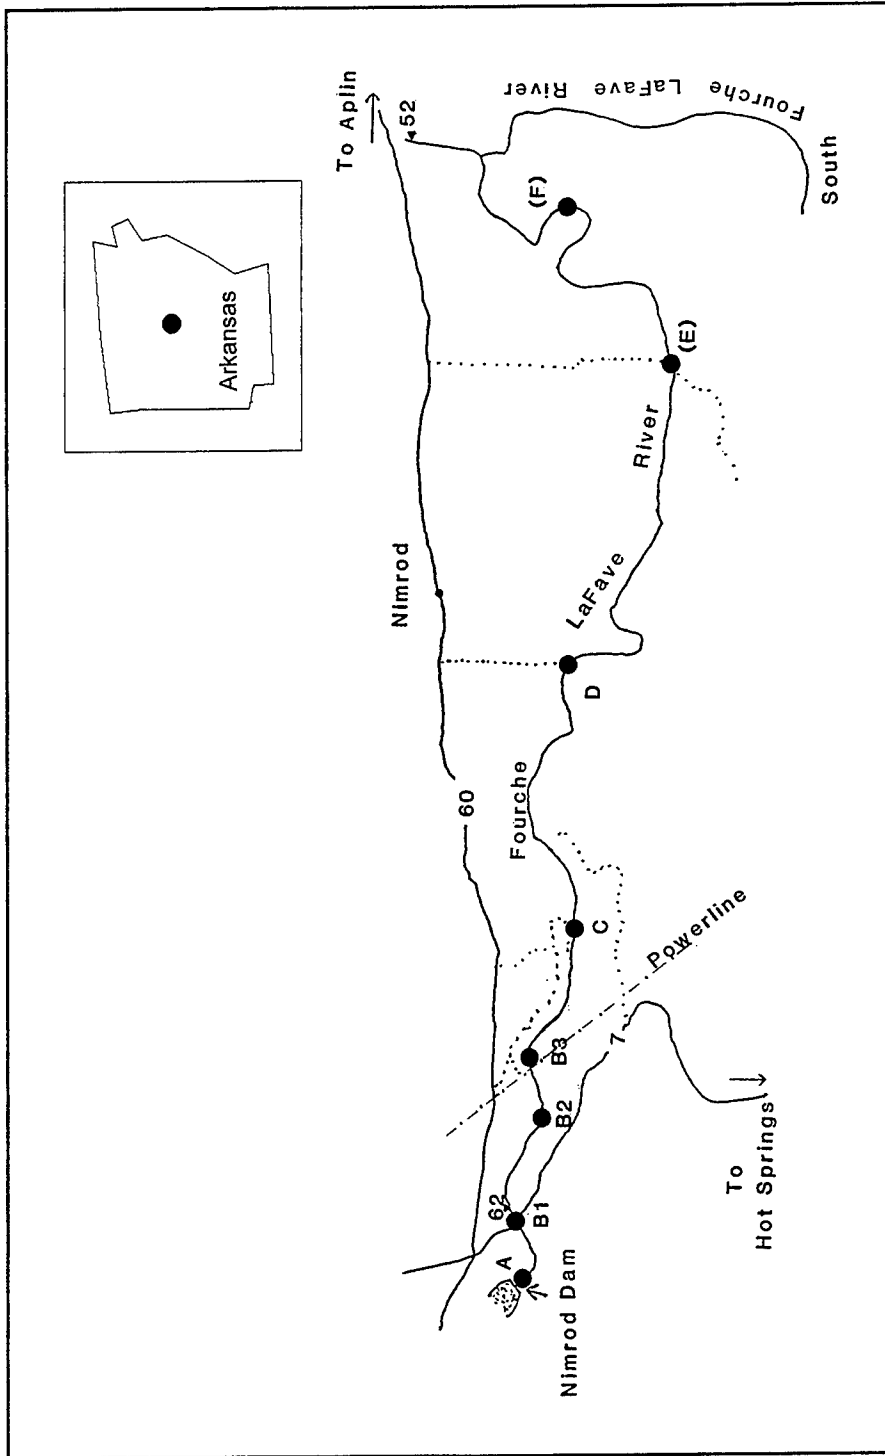 Arkansas
To Aplin
52
Fourche LaFave River
South
(F)
(E)
River
LaFave
Nimrod
D
60
Fourche
C
Powerline
7
B3
B2
62
B1
A
Nimrod Dam
To
Hot Springs